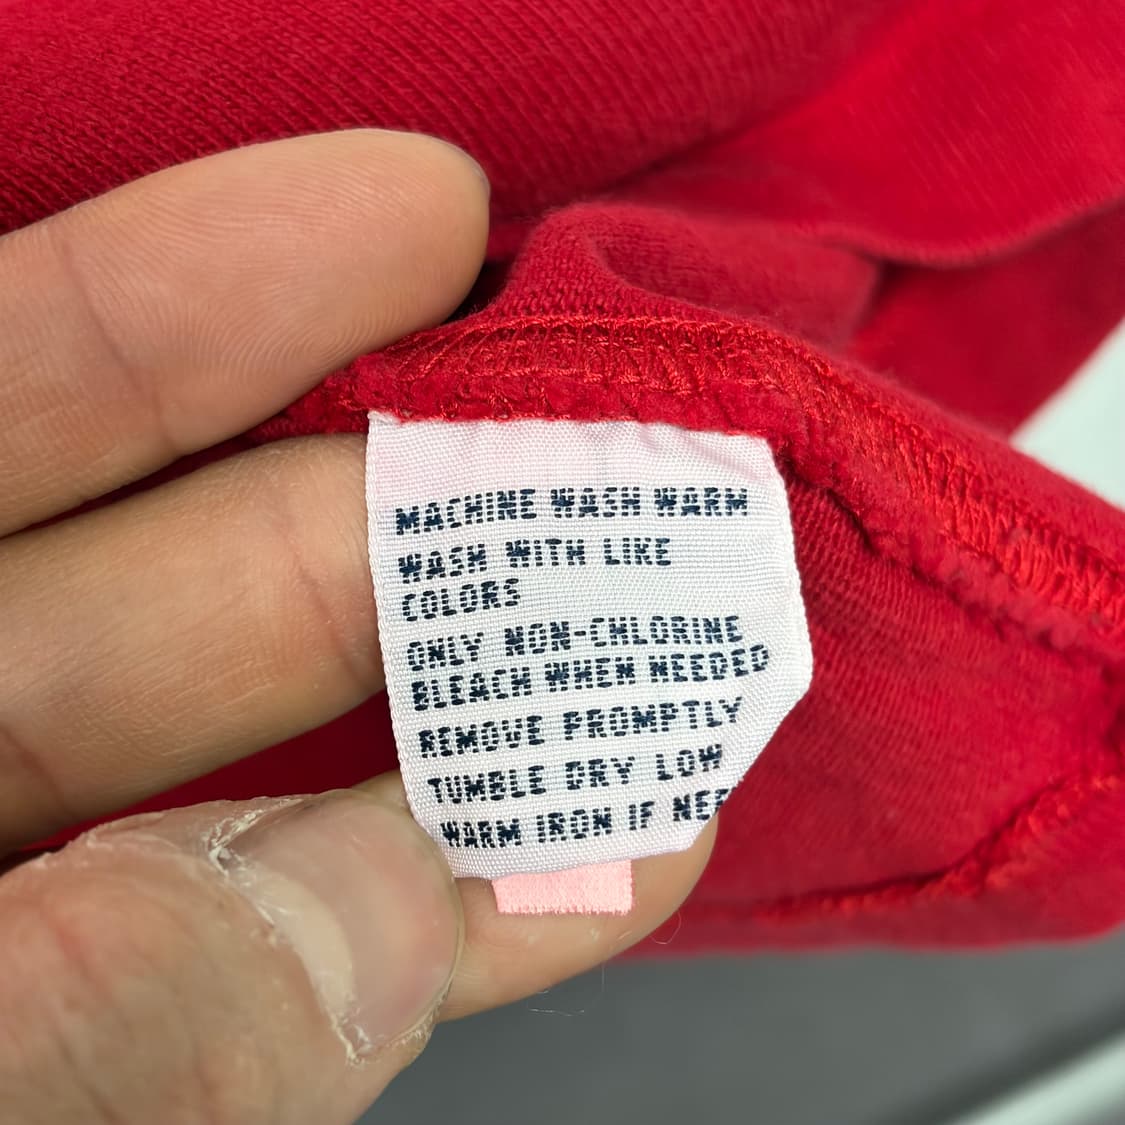 MACHINE WASH WARM
WASH WITH LIKE
COLORS
ONLY NON-CHLORINE
BLEACH WHEN NEEDED
REMOVE PROMPTLY
TUMBLE DRY LOW
WARM IRON IF NEE